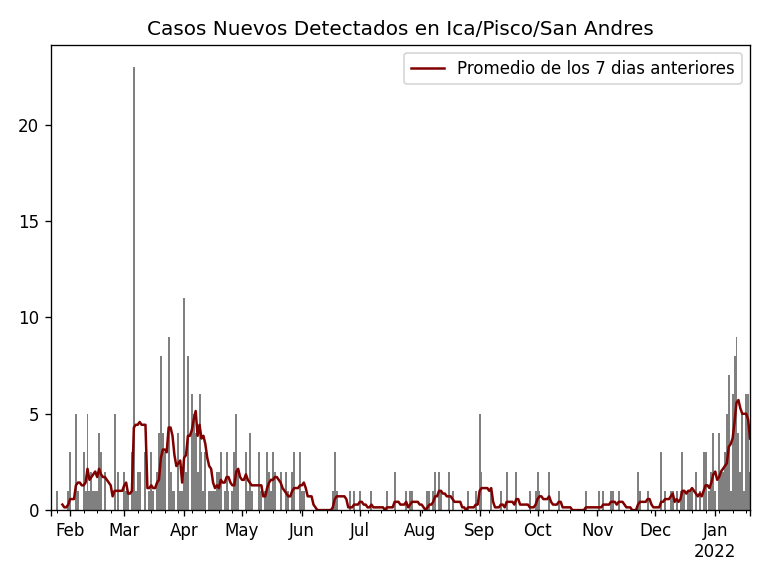 Casos Nuevos Detectados en Ica/Pisco/San Andres
Promedio de los 7 dias anteriores
20
15
10
5
0
Feb Mar Apr May Jun Jul Aug Sep Oct Nov Dec Jan
2022